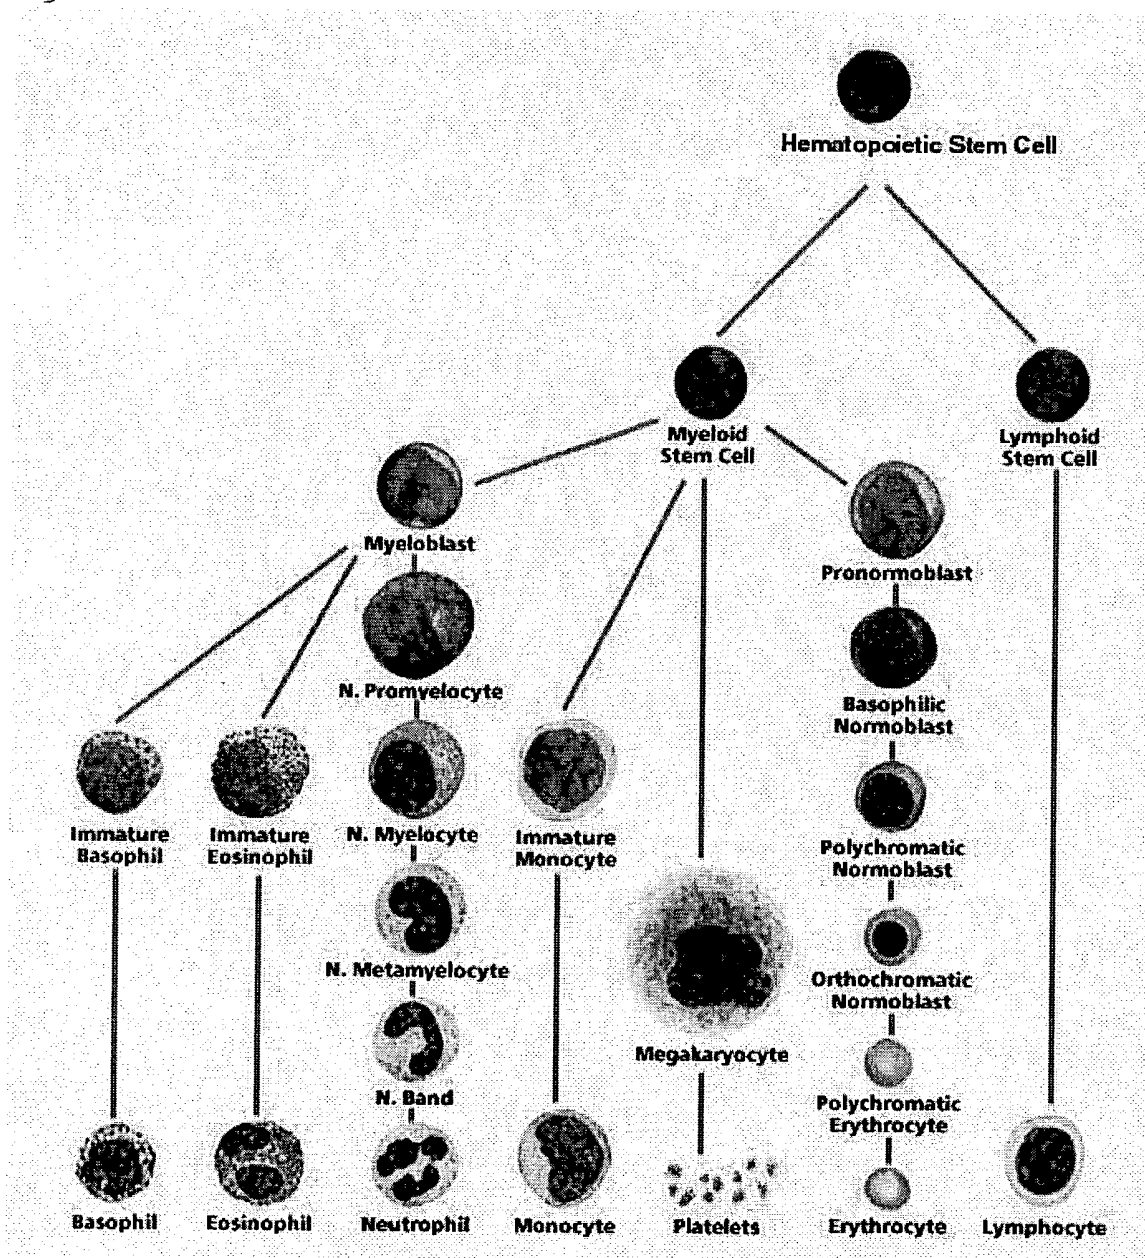 Hematopoietic Stem Cell
Myeloid
Stem Cell
Lymphoid
Stem Cell
Myeloblast
Pronormoblast
N. Promyelocyte
Basophilic
Normoblast
Immature
Basophil
Immature
Eosinophil
N. Myelocyte
Immature
Monocyte
Polychromatic
Normoblast
N. Metamyelocyte
Orthochromatic
Normoblast
Megakaryocyte
N. Band
Polychromatic
Erythrocyte
Basophil
Eosinophil
Neutrophil
Monocyte
Platelets
Erythrocyte
Lymphocyte